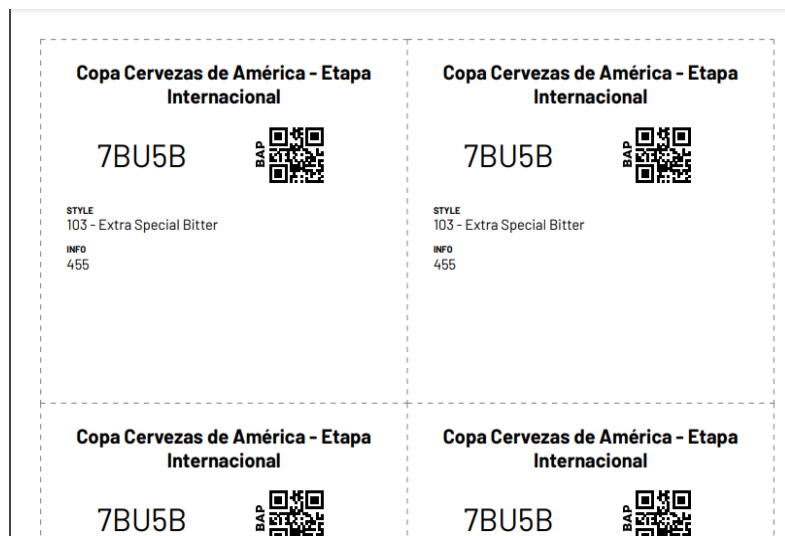 Copa Cervezas de América - Etapa
Internacional
7BU5B
BAP
STYLE
103 - Extra Special Bitter
INFO
455
Copa Cervezas de América - Etapa
Internacional
7BU5B
BAP
STYLE
103 - Extra Special Bitter
INFO
455
Copa Cervezas de América - Etapa
Internacional
7BU5B
BAP
Copa Cervezas de América - Etapa
Internacional
7BU5B
BAP